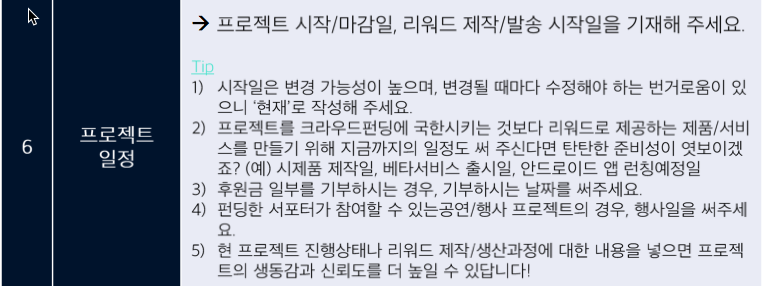 → 프로젝트 시작/마감일, 리워드 제작/발송 시작일을 기재해 주세요.
6
프로젝트
일정
Tip
1) 시작일은 변경 가능성이 높으며, 변경될 때마다 수정해야 하는 번거로움이 있
으니 '현재'로 작성해 주세요.
2) 프로젝트를 크라우드펀딩에 국한시키는 것보다 리워드로 제공하는 제품/서비
스를 만들기 위해 지금까지의 일정도 써 주신다면 탄탄한 준비성이 엿보이겠
죠? (예) 시제품 제작일, 베타서비스 출시일, 안드로이드 앱 런칭예정일
3) 후원금 일부를 기부하시는 경우, 기부하시는 날짜를 써주세요.
4) 펀딩한 서포터가 참여할 수 있는공연/행사 프로젝트의 경우, 행사일을 써주세
요.
5) 현 프로젝트 진행상태나 리워드 제작/생산과정에 대한 내용을 넣으면 프로젝
트의 생동감과 신뢰도를 더 높일 수 있답니다!